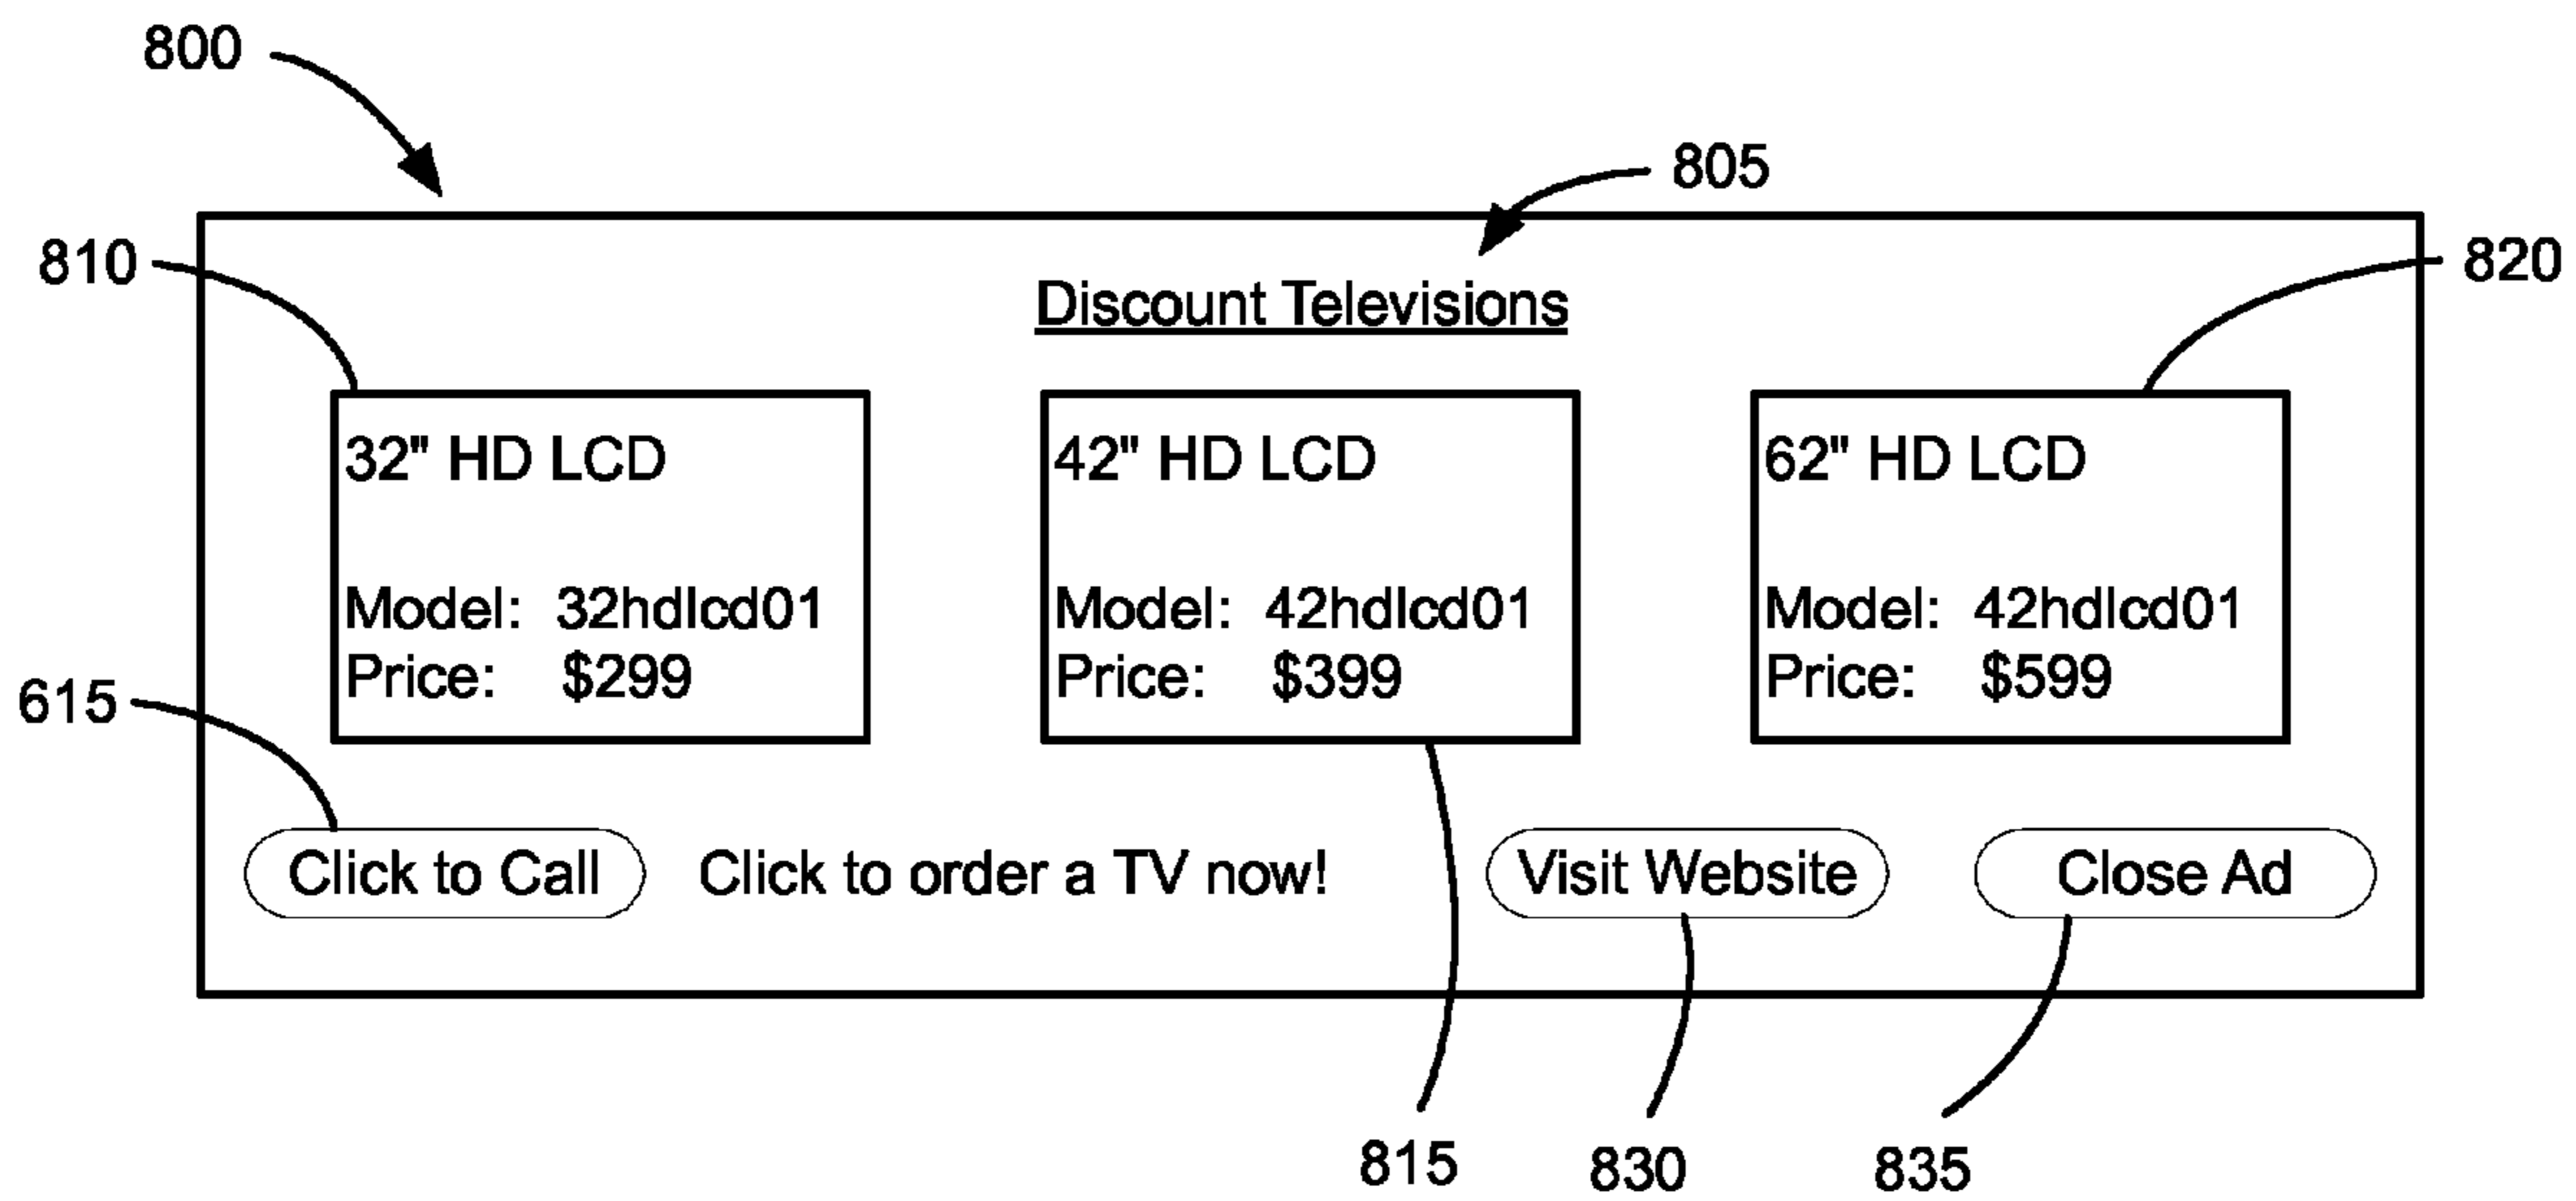 800
805
810
820
Discount Televisions
32" HD LCD
Model: 32hdlcd01
Price: $299
42" HD LCD
Model: 42hdlcd01
Price: $399
62" HD LCD
Model: 42hdlcd01
Price: $599
615
Click to Call
Click to order a TV now!
Visit Website
Close Ad
815
830
835